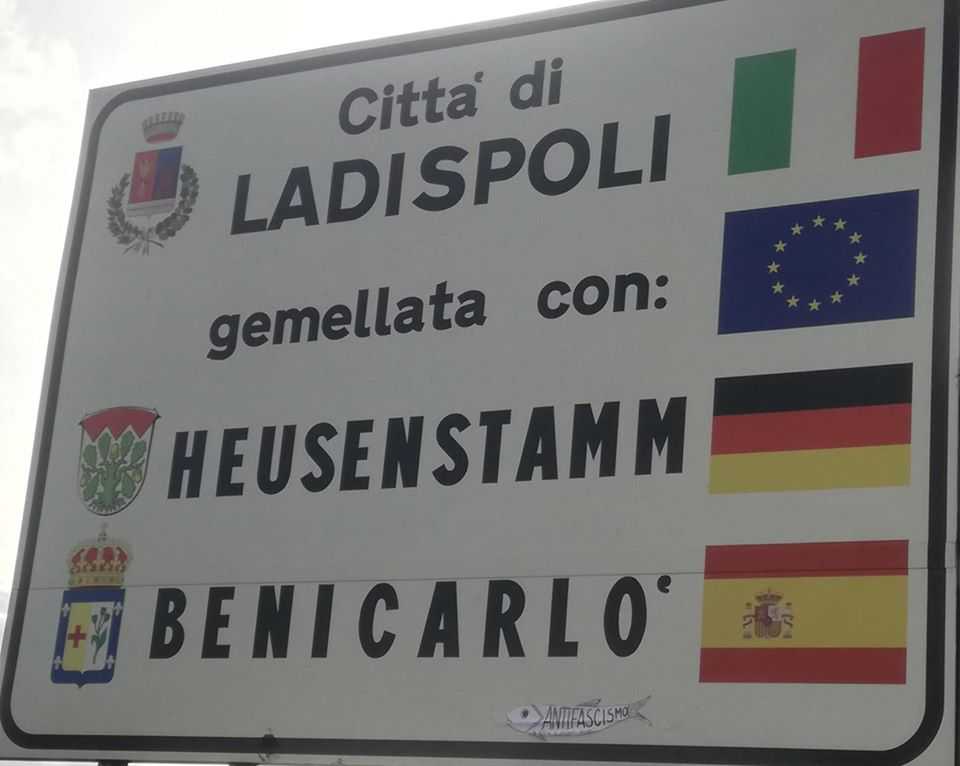 Citta' di
LADISPOLI
gemellata con:
HEUSENSTAMM
BENICARLO'
ANTIFASCISMO